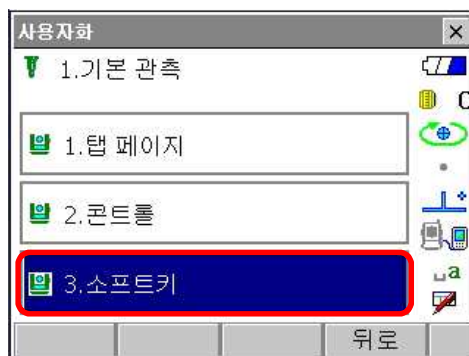 사용자화
1.기본 관측
C
1.탭 페이지
2.콘트롤
3.소프트키
a
뒤로